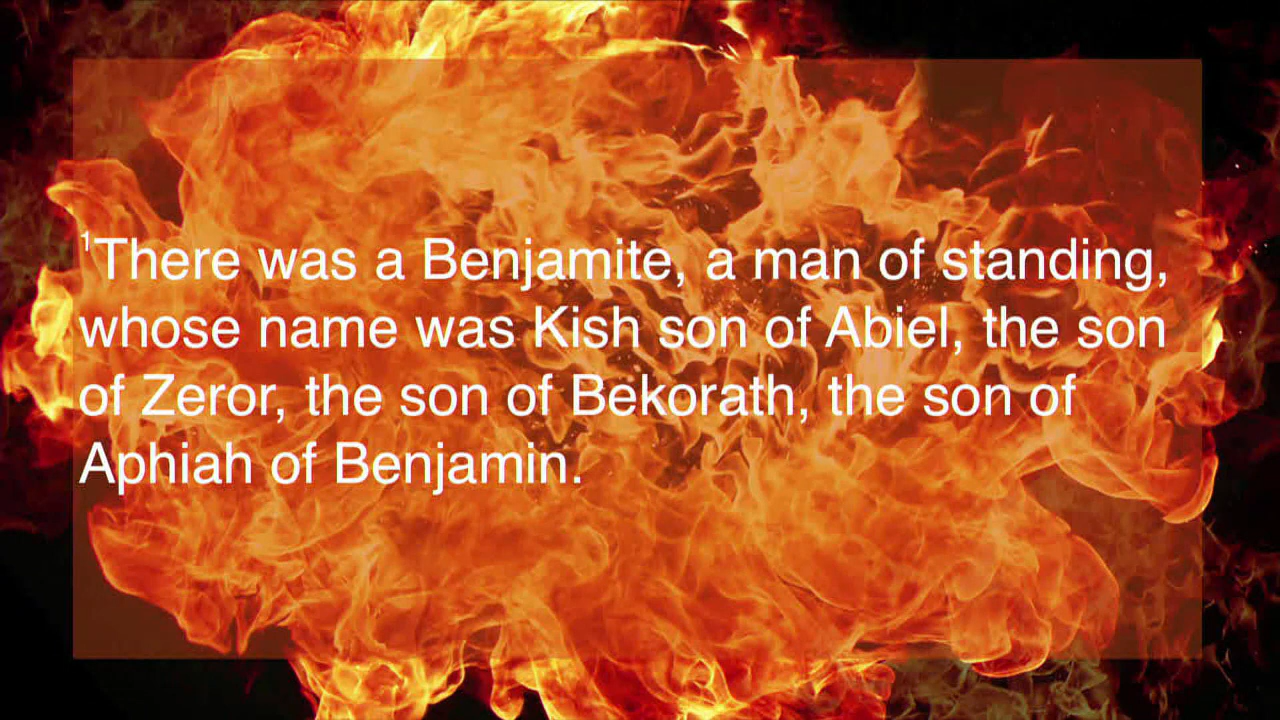 ¹There was a Benjamite, a man of standing,
whose name was Kish son of Abiel, the son
of Zeror, the son of Bekorath, the son of
Aphiah of Benjamin.